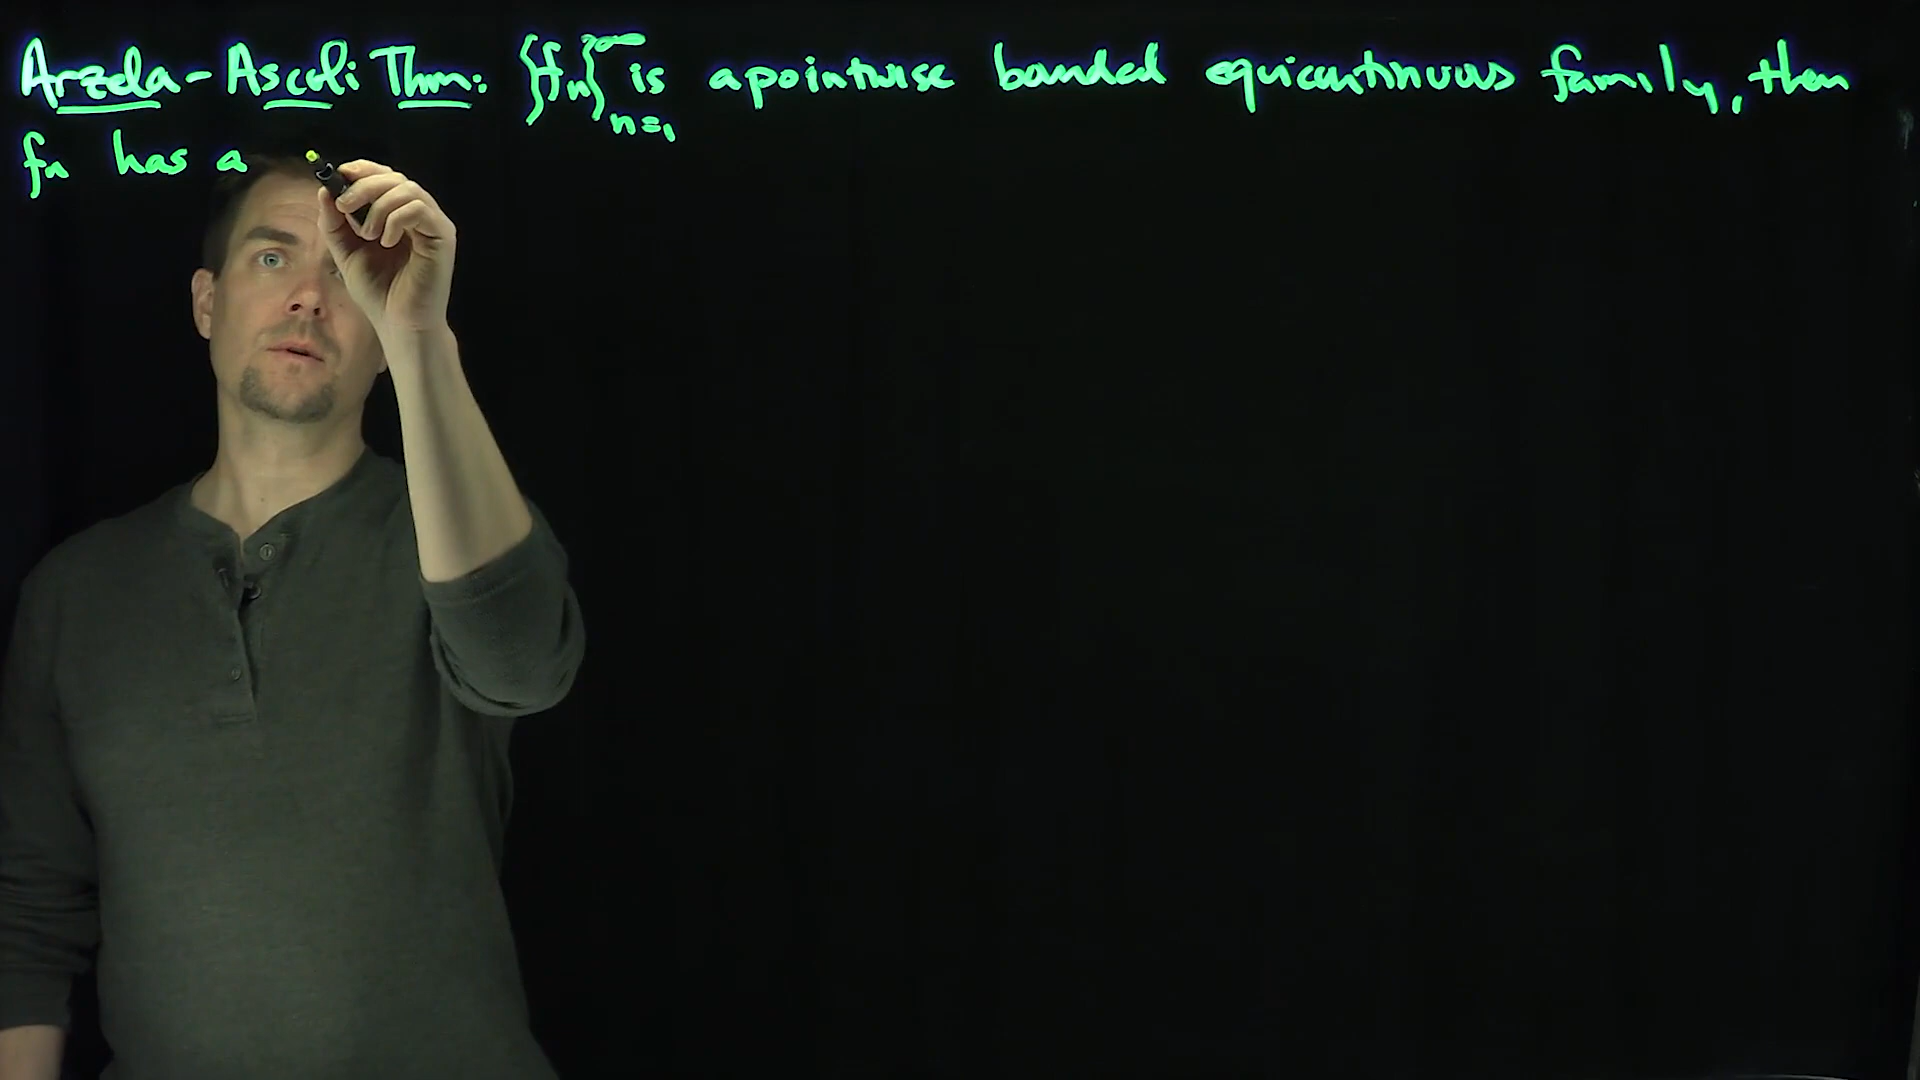 Arzela-Ascoli Thm: {fn}∞n=1 is a pointwise bounded equicontinuous family, then
fn has a